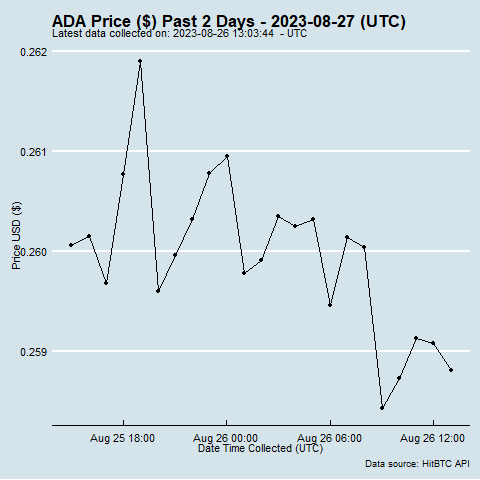 ADA Price ($) Past 2 Days - 2023-08-27 (UTC)
Latest data collected on: 2023-08-26 13:03:44 - UTC
0.262
0.261
0.260
0.259
Price USD ($)
Aug 25 18:00 Aug 26 00:00 Aug 26 06:00 Aug 26 12:00
Date Time Collected (UTC)
Data source: HitBTC API